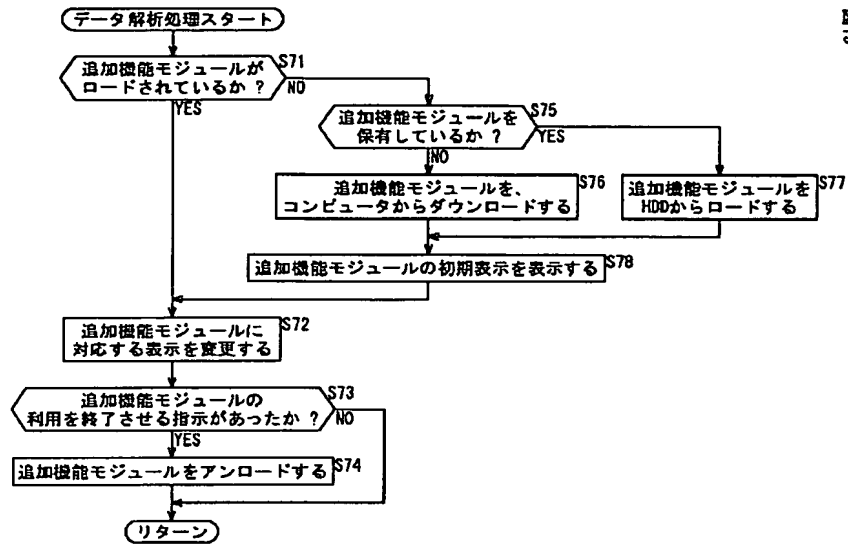 データ解析処理スタート
追加機能モジュールが
ロードされているか ?
S71
NO
YES
追加機能モジュールを
保有しているか ?
S75
YES
NO
追加機能モジュールを、
コンピュータからダウンロードする
S76
追加機能モジュールを
HDDからロードする
S77
追加機能モジュールの初期表示を表示する
S78
追加機能モジュールに
対応する表示を変更する
S72
追加機能モジュールの
利用を終了させる指示があったか ?
S73
NO
YES
追加機能モジュールをアンロードする
S74
リターン